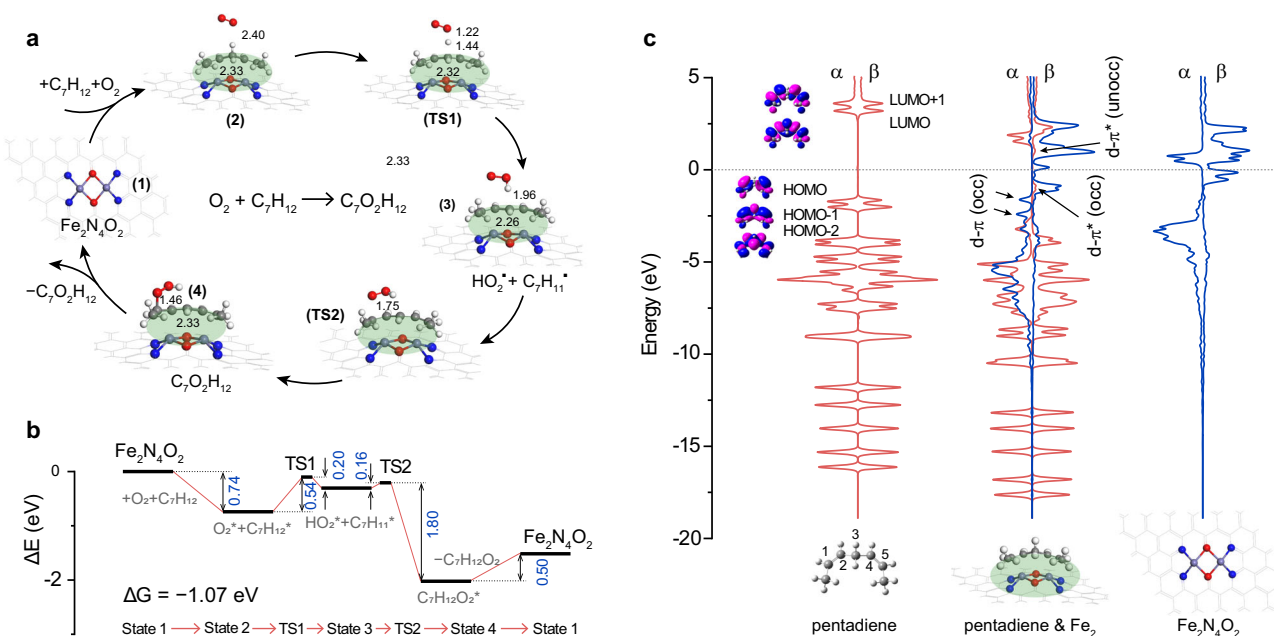 a
2.40
2.33
(2)
1.22
1.44
2.32
(TS1)
+C7H12+O2
(1)
Fe2N4O2
2.33
O2 + C7H12 → C7O2H12
(3)
1.96
2.26
HO2▪ + C7H11▪
(TS2)
1.75
(4)
1.46
2.33
C7O2H12
−C7O2H12
b
ΔE (eV)
0
−2
Fe2N4O2
+O2+C7H12
0.74
O2*+C7H12*
TS1
0.54
0.20
0.16
HO2*+C7H11*
TS2
1.80
−C7H12O2
C7H12O2*
Fe2N4O2
0.50
ΔG = −1.07 eV
State 1 → State 2 → TS1 → State 3 → TS2 → State 4 → State 1
c
Energy (eV)
5
0
-5
-10
-15
-20
α β
LUMO+1
LUMO
HOMO
HOMO-1
HOMO-2
1 2 3 4 5
pentadiene
α β
d-π* (unocc)
d-π (occ)
d-π* (occ)
pentadiene & Fe2
α β
Fe2N4O2